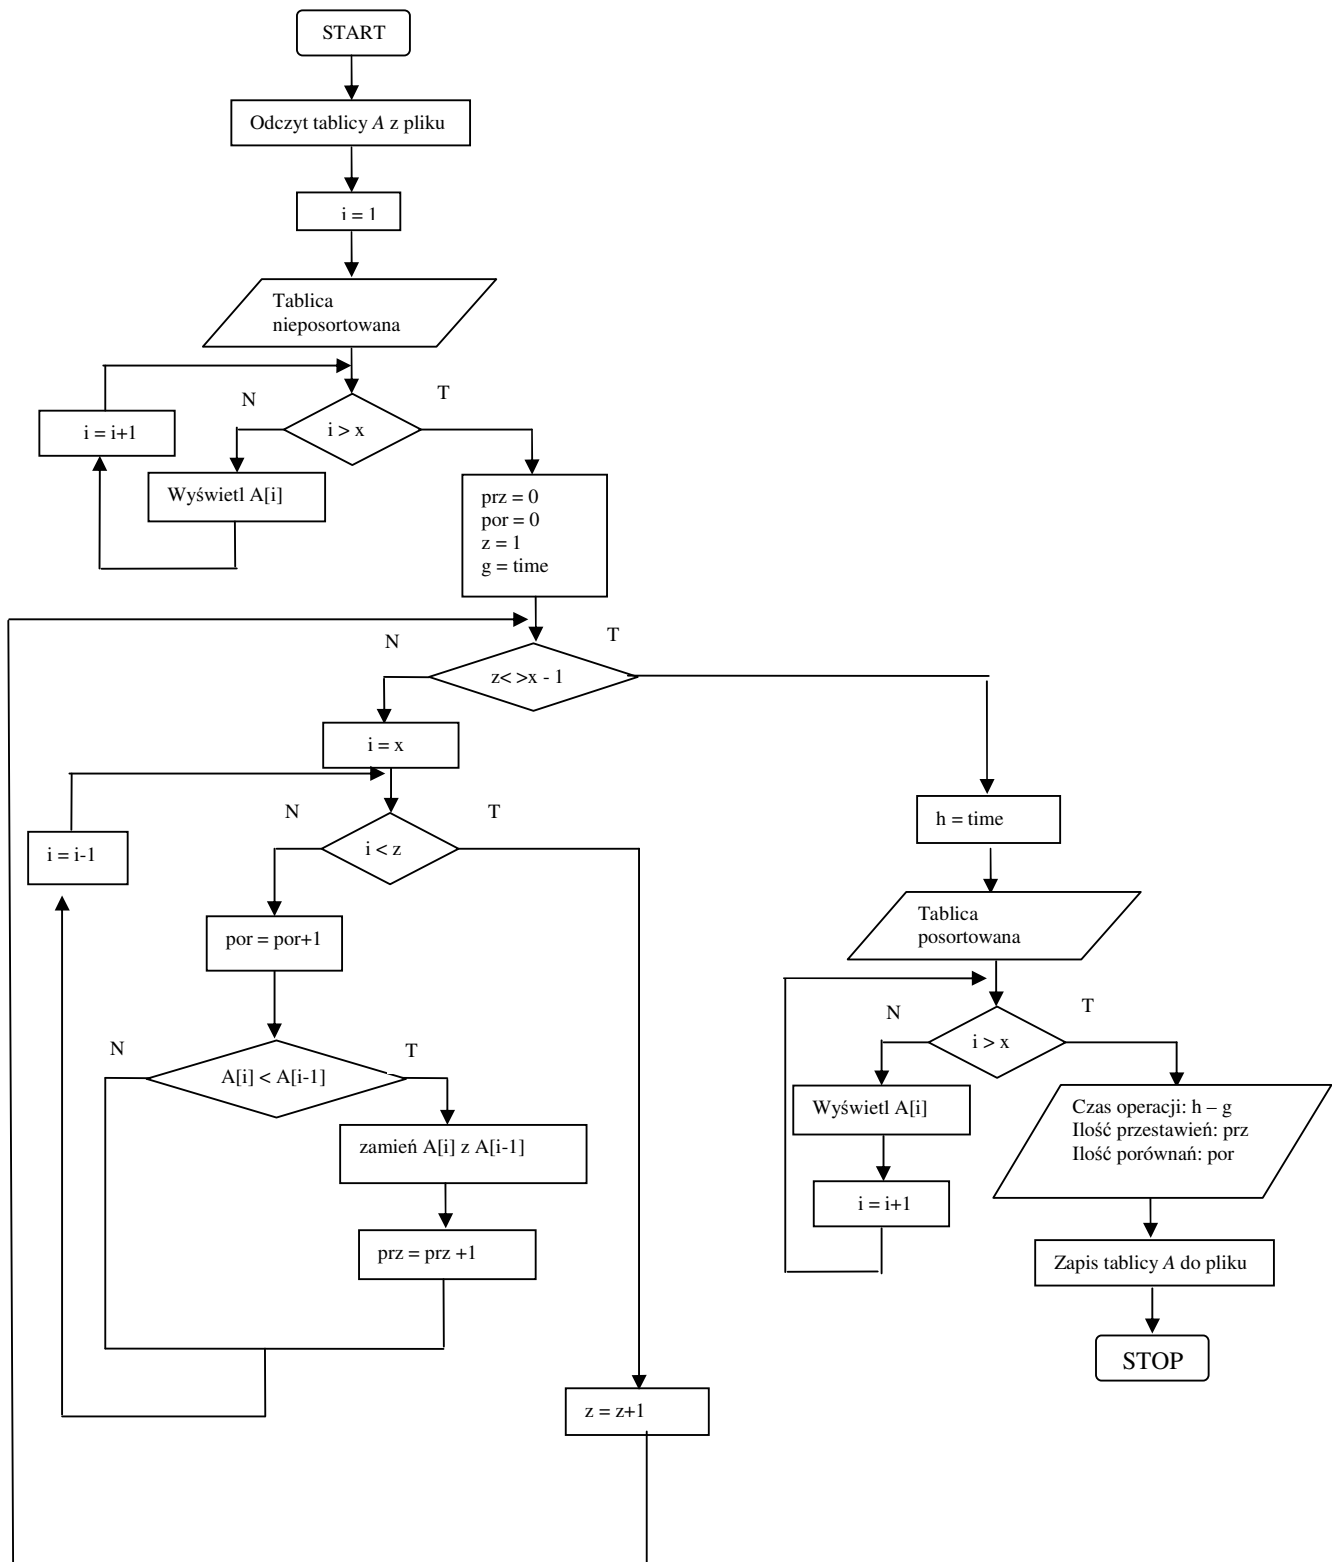 START
Odczyt tablicy A z pliku
i = 1
Tablica
nieposortowana
N
T
i > x
i = i+1
Wyświetl A[i]
prz = 0
por = 0
z = 1
g = time
N
T
z< >x - 1
i = x
N
T
i < z
i = i-1
h = time
por = por+1
Tablica
posortowana
N
T
i > x
N
T
A[i] < A[i-1]
Wyświetl A[i]
Czas operacji: h – g
Ilość przestawień: prz
Ilość porównań: por
zamień A[i] z A[i-1]
i = i+1
prz = prz +1
Zapis tablicy A do pliku
STOP
z = z+1